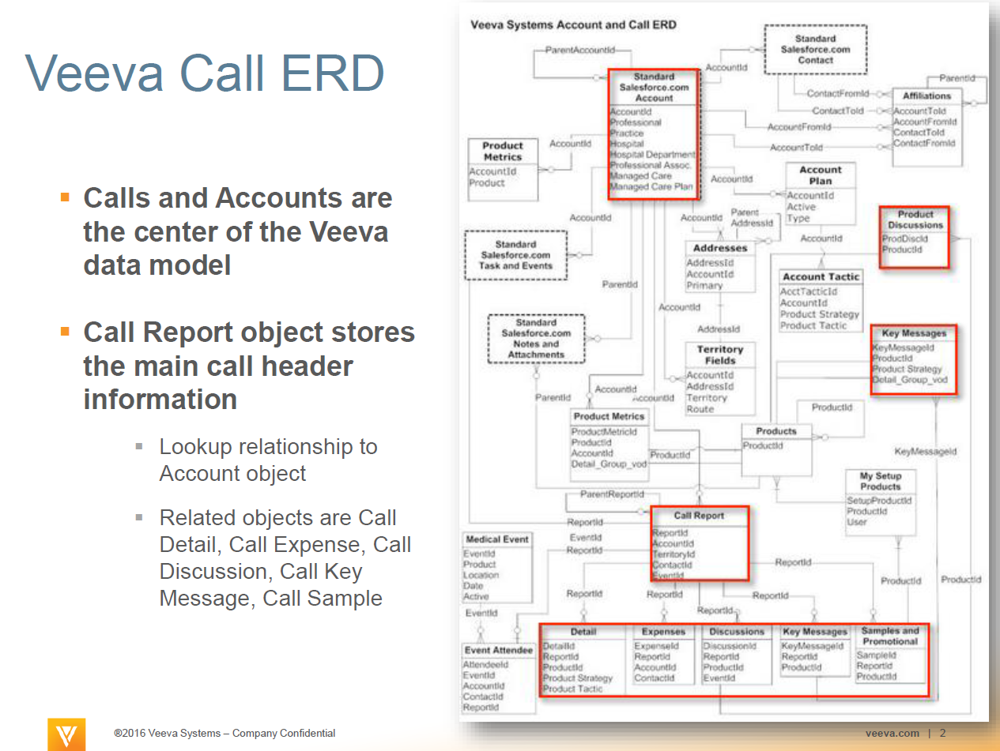 Veeva Call ERD
Calls and Accounts are
the center of the Veeva
data model
Call Report object stores
the main call header
information
Lookup relationship to
Account object
Related objects are Call
Detail, Call Expense, Call
Discussion, Call Key
Message, Call Sample
Veeva Systems Account and Call ERD
ParentAccountId
Standard
Salesforce.com
Account
AccountId
Professional
Practice
Hospital
Hospital Department
Professional Assoc.
Managed Care
Managed Care Plan
AccountId
Standard
Salesforce.com
Contact
ContactFromId
ContactToId
AccountFromId
AccountToId
ParentId
Affiliations
AccountToId
AccountFromId
ContactToId
ContactFromId
Product
Metrics
AccountId
Product
AccountId
AccountId
Account
Plan
AccountId
Active
Type
AccountId
AccountId
Parent
AddressId
AccountId
Product
Discussions
ProdDiscId
ProductId
Standard
Salesforce.com
Task and Events
Addresses
AddressId
AccountId
Primary
Account Tactic
AcctTacticId
AccountId
Product Strategy
Product Tactic
ParentId
AccountId
AddressId
Standard
Salesforce.com
Notes and
Attachments
Territory
Fields
AccountId
AddressId
Territory
Route
Key Messages
KeyMessageId
ProductId
Product Strategy
Detail_Group_vod
ParentId
AccountId
AccountId
Product Metrics
ProductMetricId
ProductId
AccountId
Detail_Group_vod
ProductId
Products
ProductId
ProductId
KeyMessageId
My Setup
Products
SetupProductId
ProductId
User
ParentReportId
ReportId
EventId
ReportId
Call Report
ReportId
AccountId
TerritoryId
ContactId
EventId
Medical Event
EventId
Product
Location
Date
Active
EventId
ReportId
ReportId
ReportId
ReportId
ReportId
ProductId
ProductId
Event Attendee
AttendeeId
EventId
AccountId
ContactId
ReportId
Detail
DetailId
ReportId
ProductId
Product Strategy
Product Tactic
Expenses
ExpenseId
ReportId
AccountId
ContactId
Discussions
DiscussionId
ReportId
ProductId
EventId
Key Messages
KeyMessageId
ReportId
ProductId
Samples and
Promotional
SampleId
ReportId
ProductId
®2016 Veeva Systems – Company Confidential
veeva.com | 2